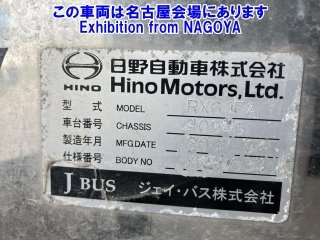 この車両は名古屋会場にあります
Exhibition from NAGOYA
日野自動車株式会社
HINO Hino Motors, Ltd.
型式 MODEL
車台番号 CHASSIS
製造年月 MFG.DATE
仕様番号 BODY NO
J BUS ジェイ・バス株式会社